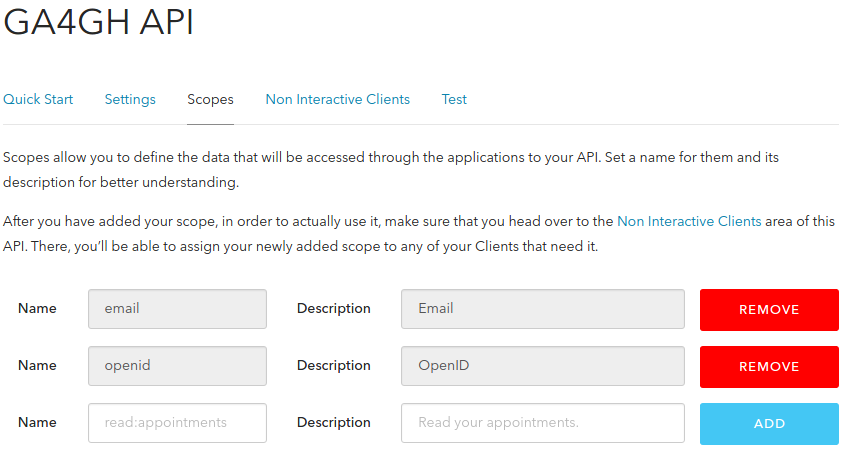 GA4GH API
Quick Start Settings Scopes Non Interactive Clients Test
Scopes allow you to define the data that will be accessed through the applications to your API. Set a name for them and its
description for better understanding.
After you have added your scope, in order to actually use it, make sure that you head over to the Non Interactive Clients area of this
API. There, you'll be able to assign your newly added scope to any of your Clients that need it.
Name email Description Email REMOVE
Name openid Description OpenID REMOVE
Name read:appointments Description Read your appointments. ADD